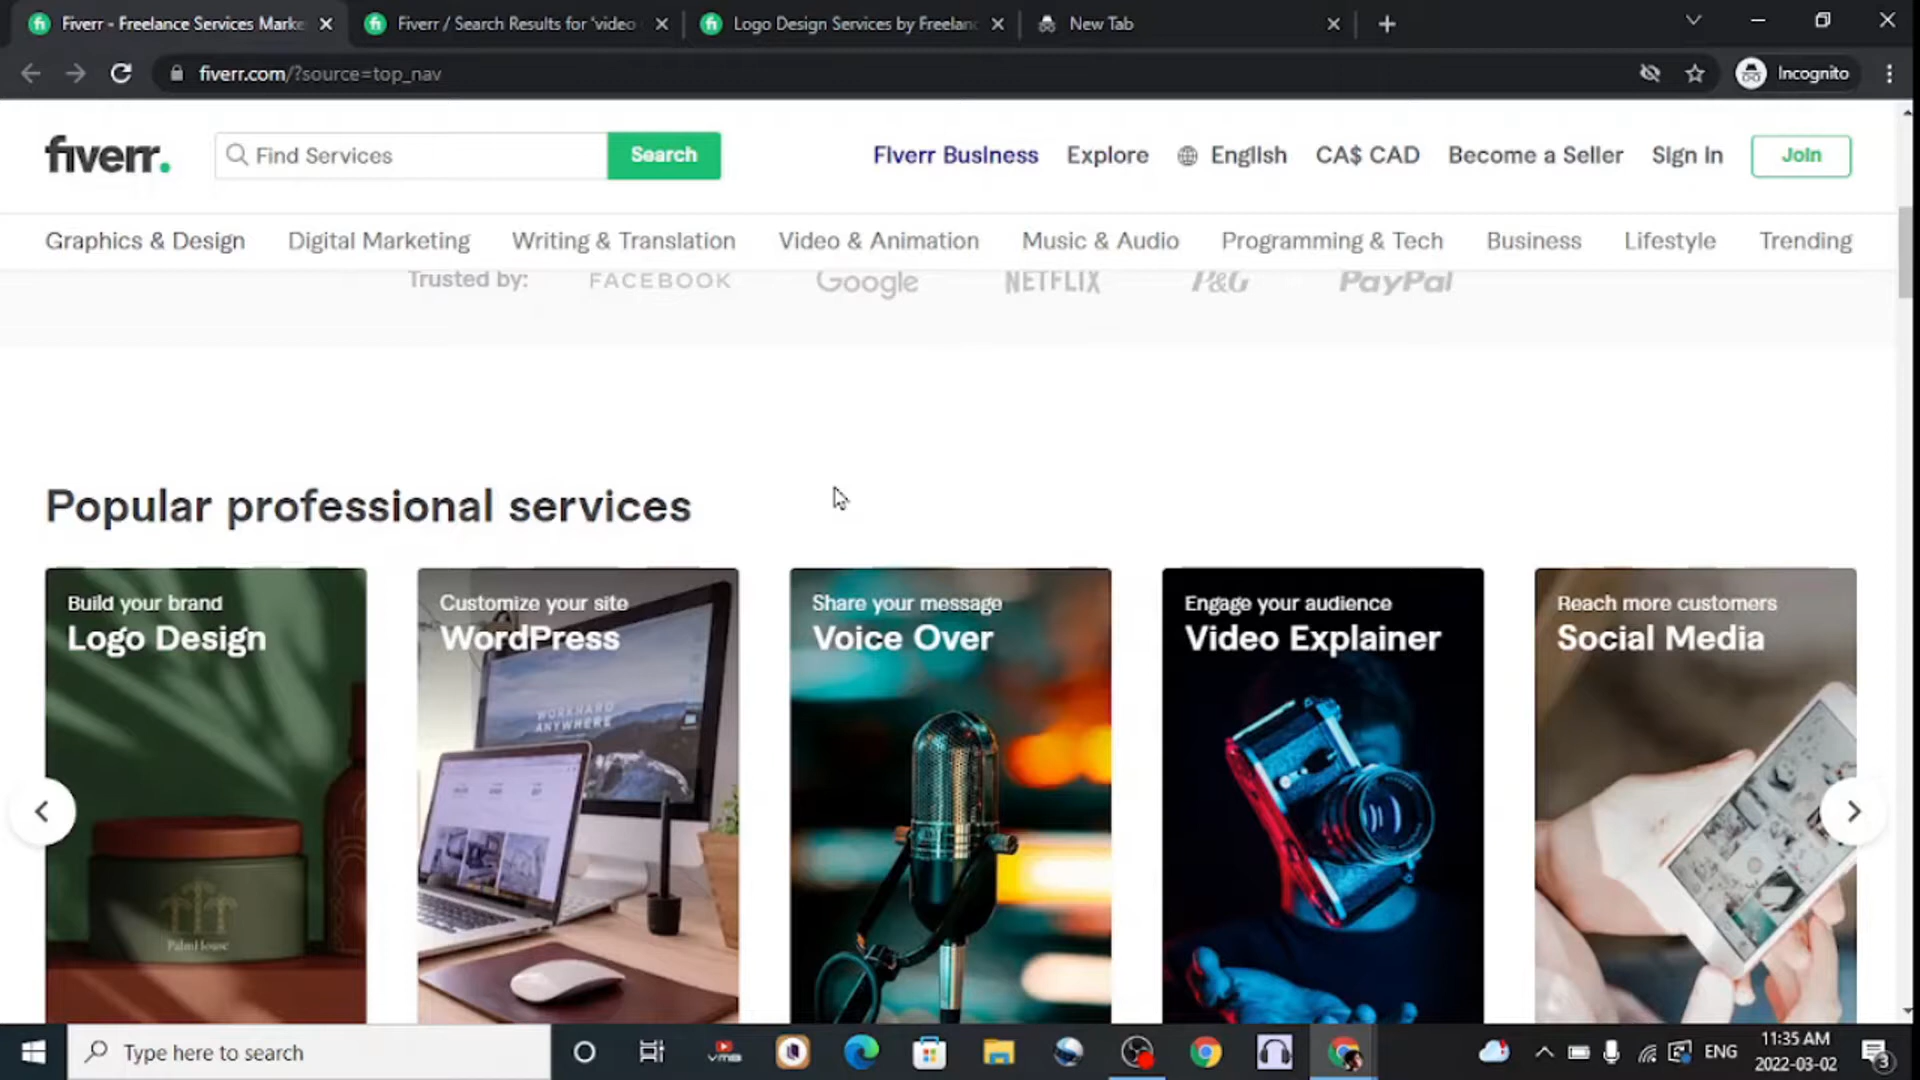 Fiverr - Freelance Services Marke
Fiverr / Search Results for 'video
Logo Design Services by Freelanc
New Tab
fiverr.com/?source=top_nav
Incognito
fiverr.
Find Services
Search
Fiverr Business
Explore
English
CA$ CAD
Become a Seller
Sign In
Join
Graphics & Design
Digital Marketing
Writing & Translation
Video & Animation
Music & Audio
Programming & Tech
Business
Lifestyle
Trending
Trusted by:
FACEBOOK
Google
NETFLIX
P&G
PayPal
Popular professional services
Build your brand
Logo Design
Customize your site
WordPress
Share your message
Voice Over
Engage your audience
Video Explainer
Reach more customers
Social Media
WORKHARD
ANYWHERE
PalmHouse
Type here to search
ENG
11:35 AM
2022-03-02
3